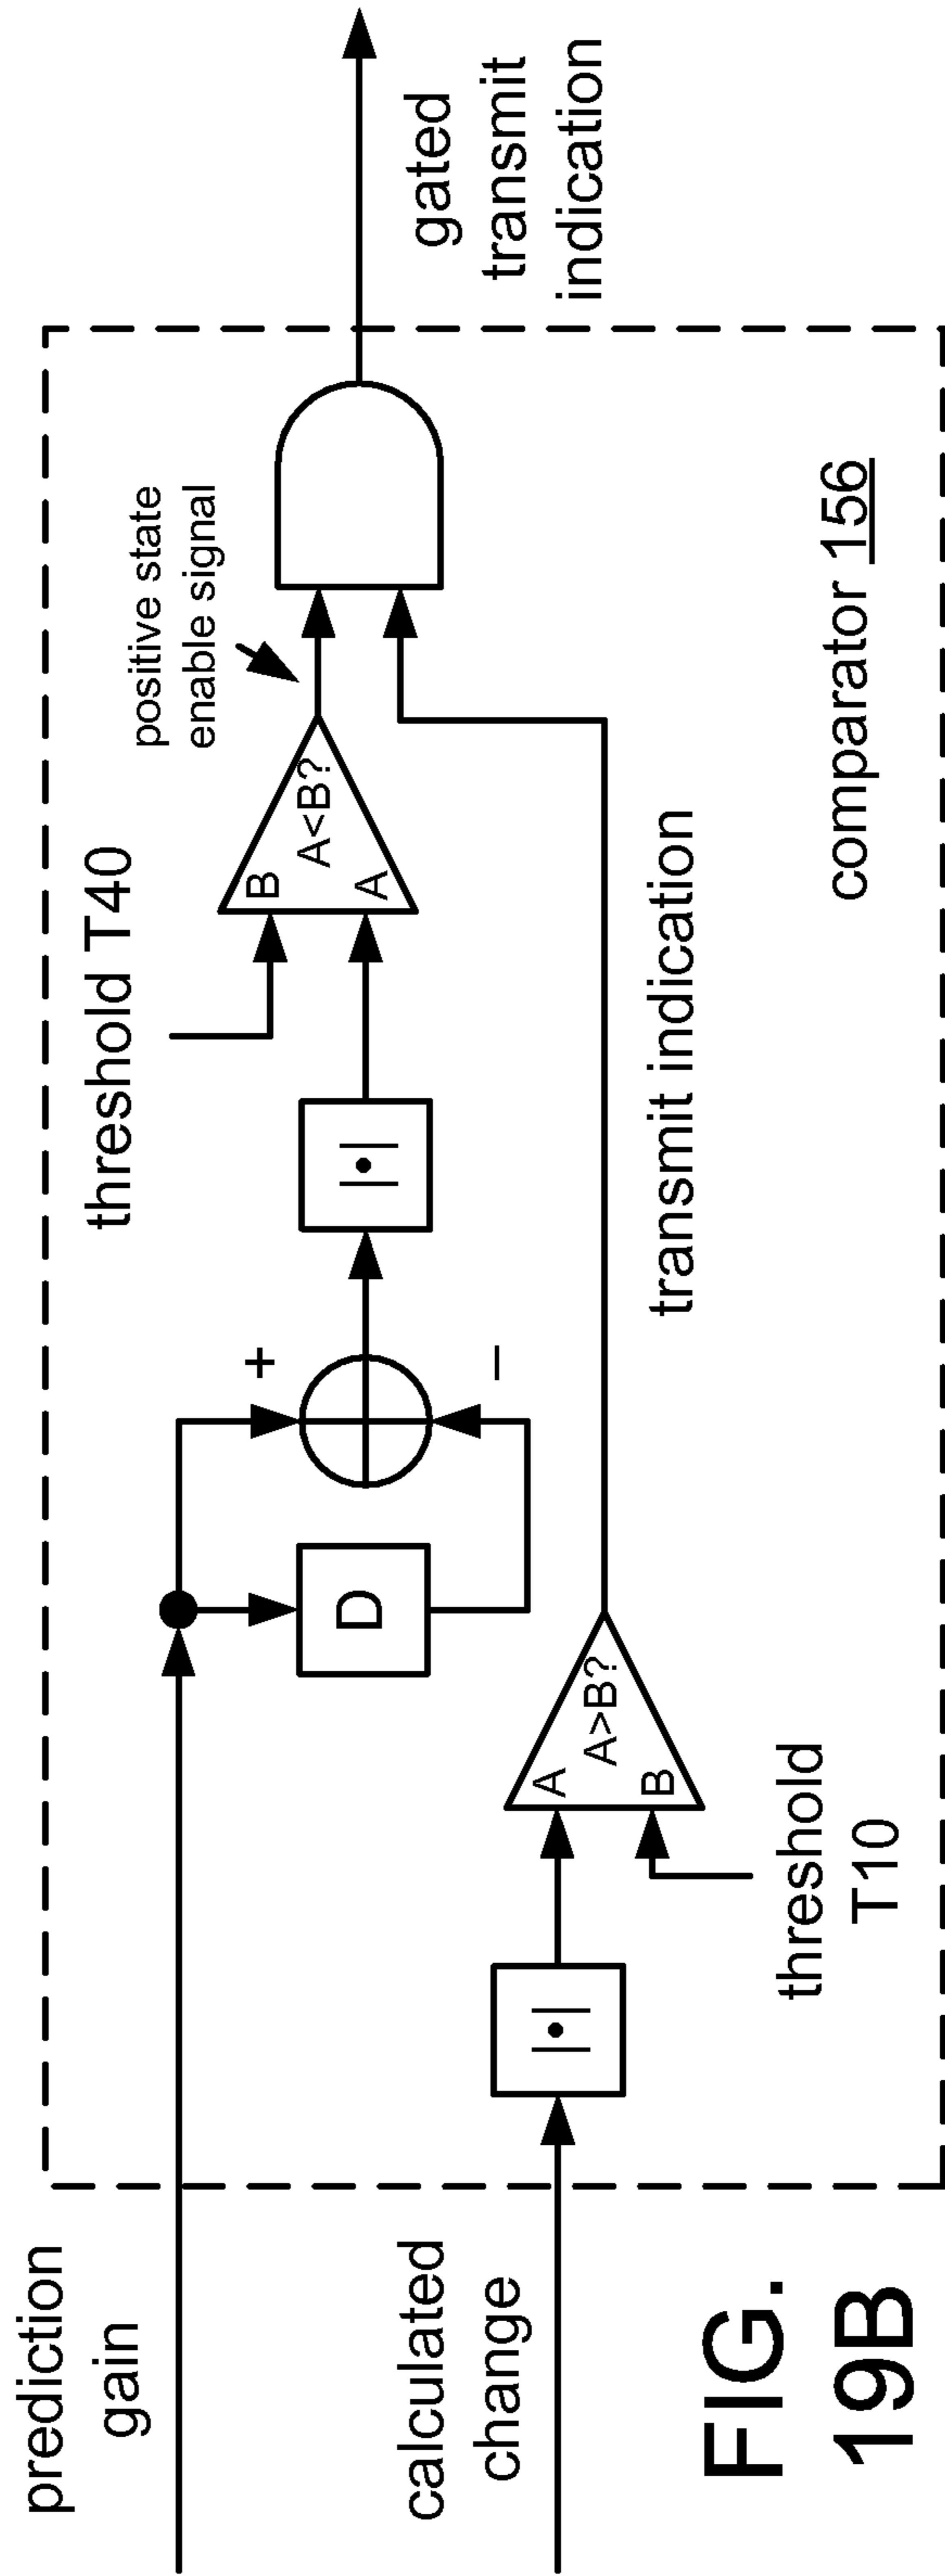 prediction
gain
calculated
change
threshold T40
D
+
–
|•|
B
A<B?
A
positive state
enable signal
|•|
A
A>B?
B
threshold
T10
transmit indication
gated
transmit
indication
comparator 156
FIG.
19B